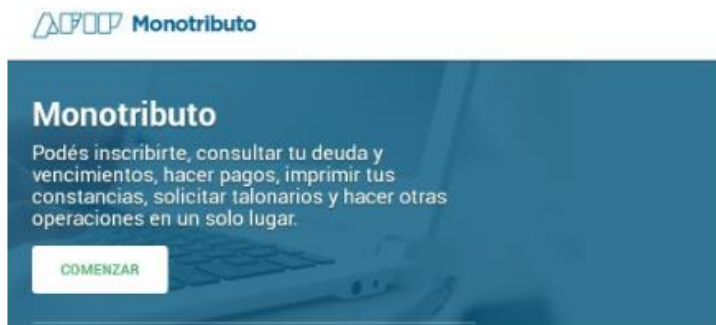 AFIP Monotributo
Monotributo
Podés inscribirte, consultar tu deuda y
vencimientos, hacer pagos, imprimir tus
constancias, solicitar talonarios y hacer otras
operaciones en un solo lugar.
COMENZAR